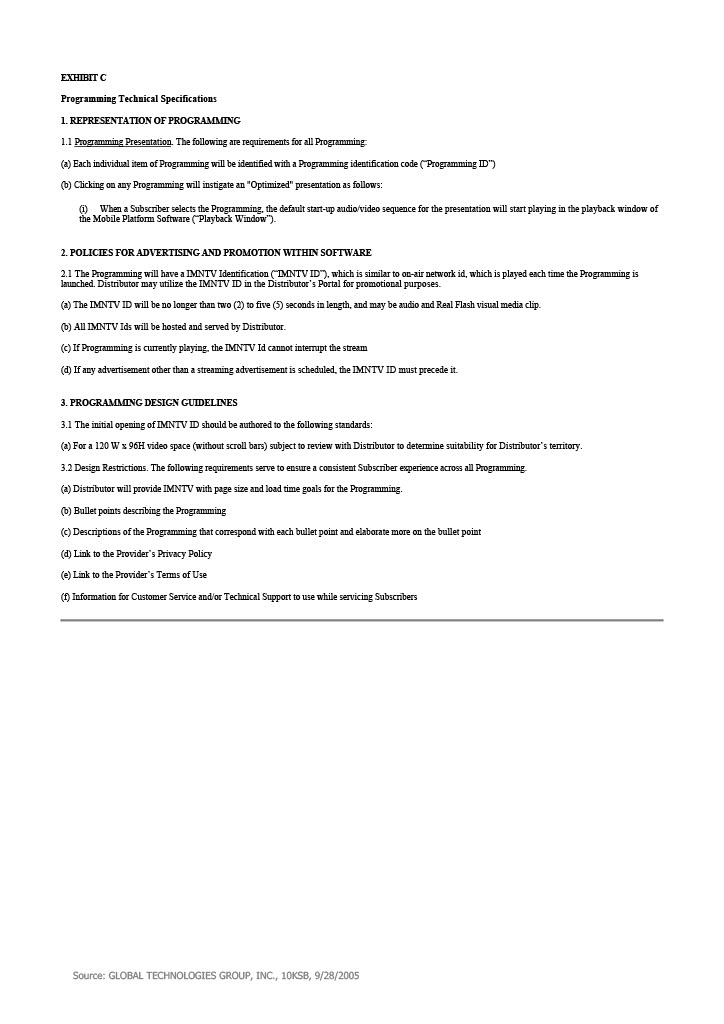 EXHIBIT C
Programming Technical Specifications
1. REPRESENTATION OF PROGRAMMING
1.1 Programming Presentation. The following are requirements for all Programming:
(a) Each individual item of Programming will be identified with a Programming identification code (“Programming ID”)
(b) Clicking on any Programming will instigate an "Optimized" presentation as follows:
(i) When a Subscriber selects the Programming, the default start-up audio/video sequence for the presentation will start playing in the playback window of
the Mobile Platform Software (“Playback Window”).
2. POLICIES FOR ADVERTISING AND PROMOTION WITHIN SOFTWARE
2.1 The Programming will have a IMNTV Identification (“IMNTV ID”), which is similar to on-air network id, which is played each time the Programming is
launched. Distributor may utilize the IMNTV ID in the Distributor’s Portal for promotional purposes.
(a) The IMNTV ID will be no longer than two (2) to five (5) seconds in length, and may be audio and Real Flash visual media clip.
(b) All IMNTV Ids will be hosted and served by Distributor.
(c) If Programming is currently playing, the IMNTV Id cannot interrupt the stream
(d) If any advertisement other than a streaming advertisement is scheduled, the IMNTV ID must precede it.
3. PROGRAMMING DESIGN GUIDELINES
3.1 The initial opening of IMNTV ID should be authored to the following standards:
(a) For a 120 W x 96H video space (without scroll bars) subject to review with Distributor to determine suitability for Distributor’s territory.
3.2 Design Restrictions. The following requirements serve to ensure a consistent Subscriber experience across all Programming.
(a) Distributor will provide IMNTV with page size and load time goals for the Programming.
(b) Bullet points describing the Programming
(c) Descriptions of the Programming that correspond with each bullet point and elaborate more on the bullet point
(d) Link to the Provider’s Privacy Policy
(e) Link to the Provider’s Terms of Use
(f) Information for Customer Service and/or Technical Support to use while servicing Subscribers
Source: GLOBAL TECHNOLOGIES GROUP, INC., 10KSB, 9/28/2005